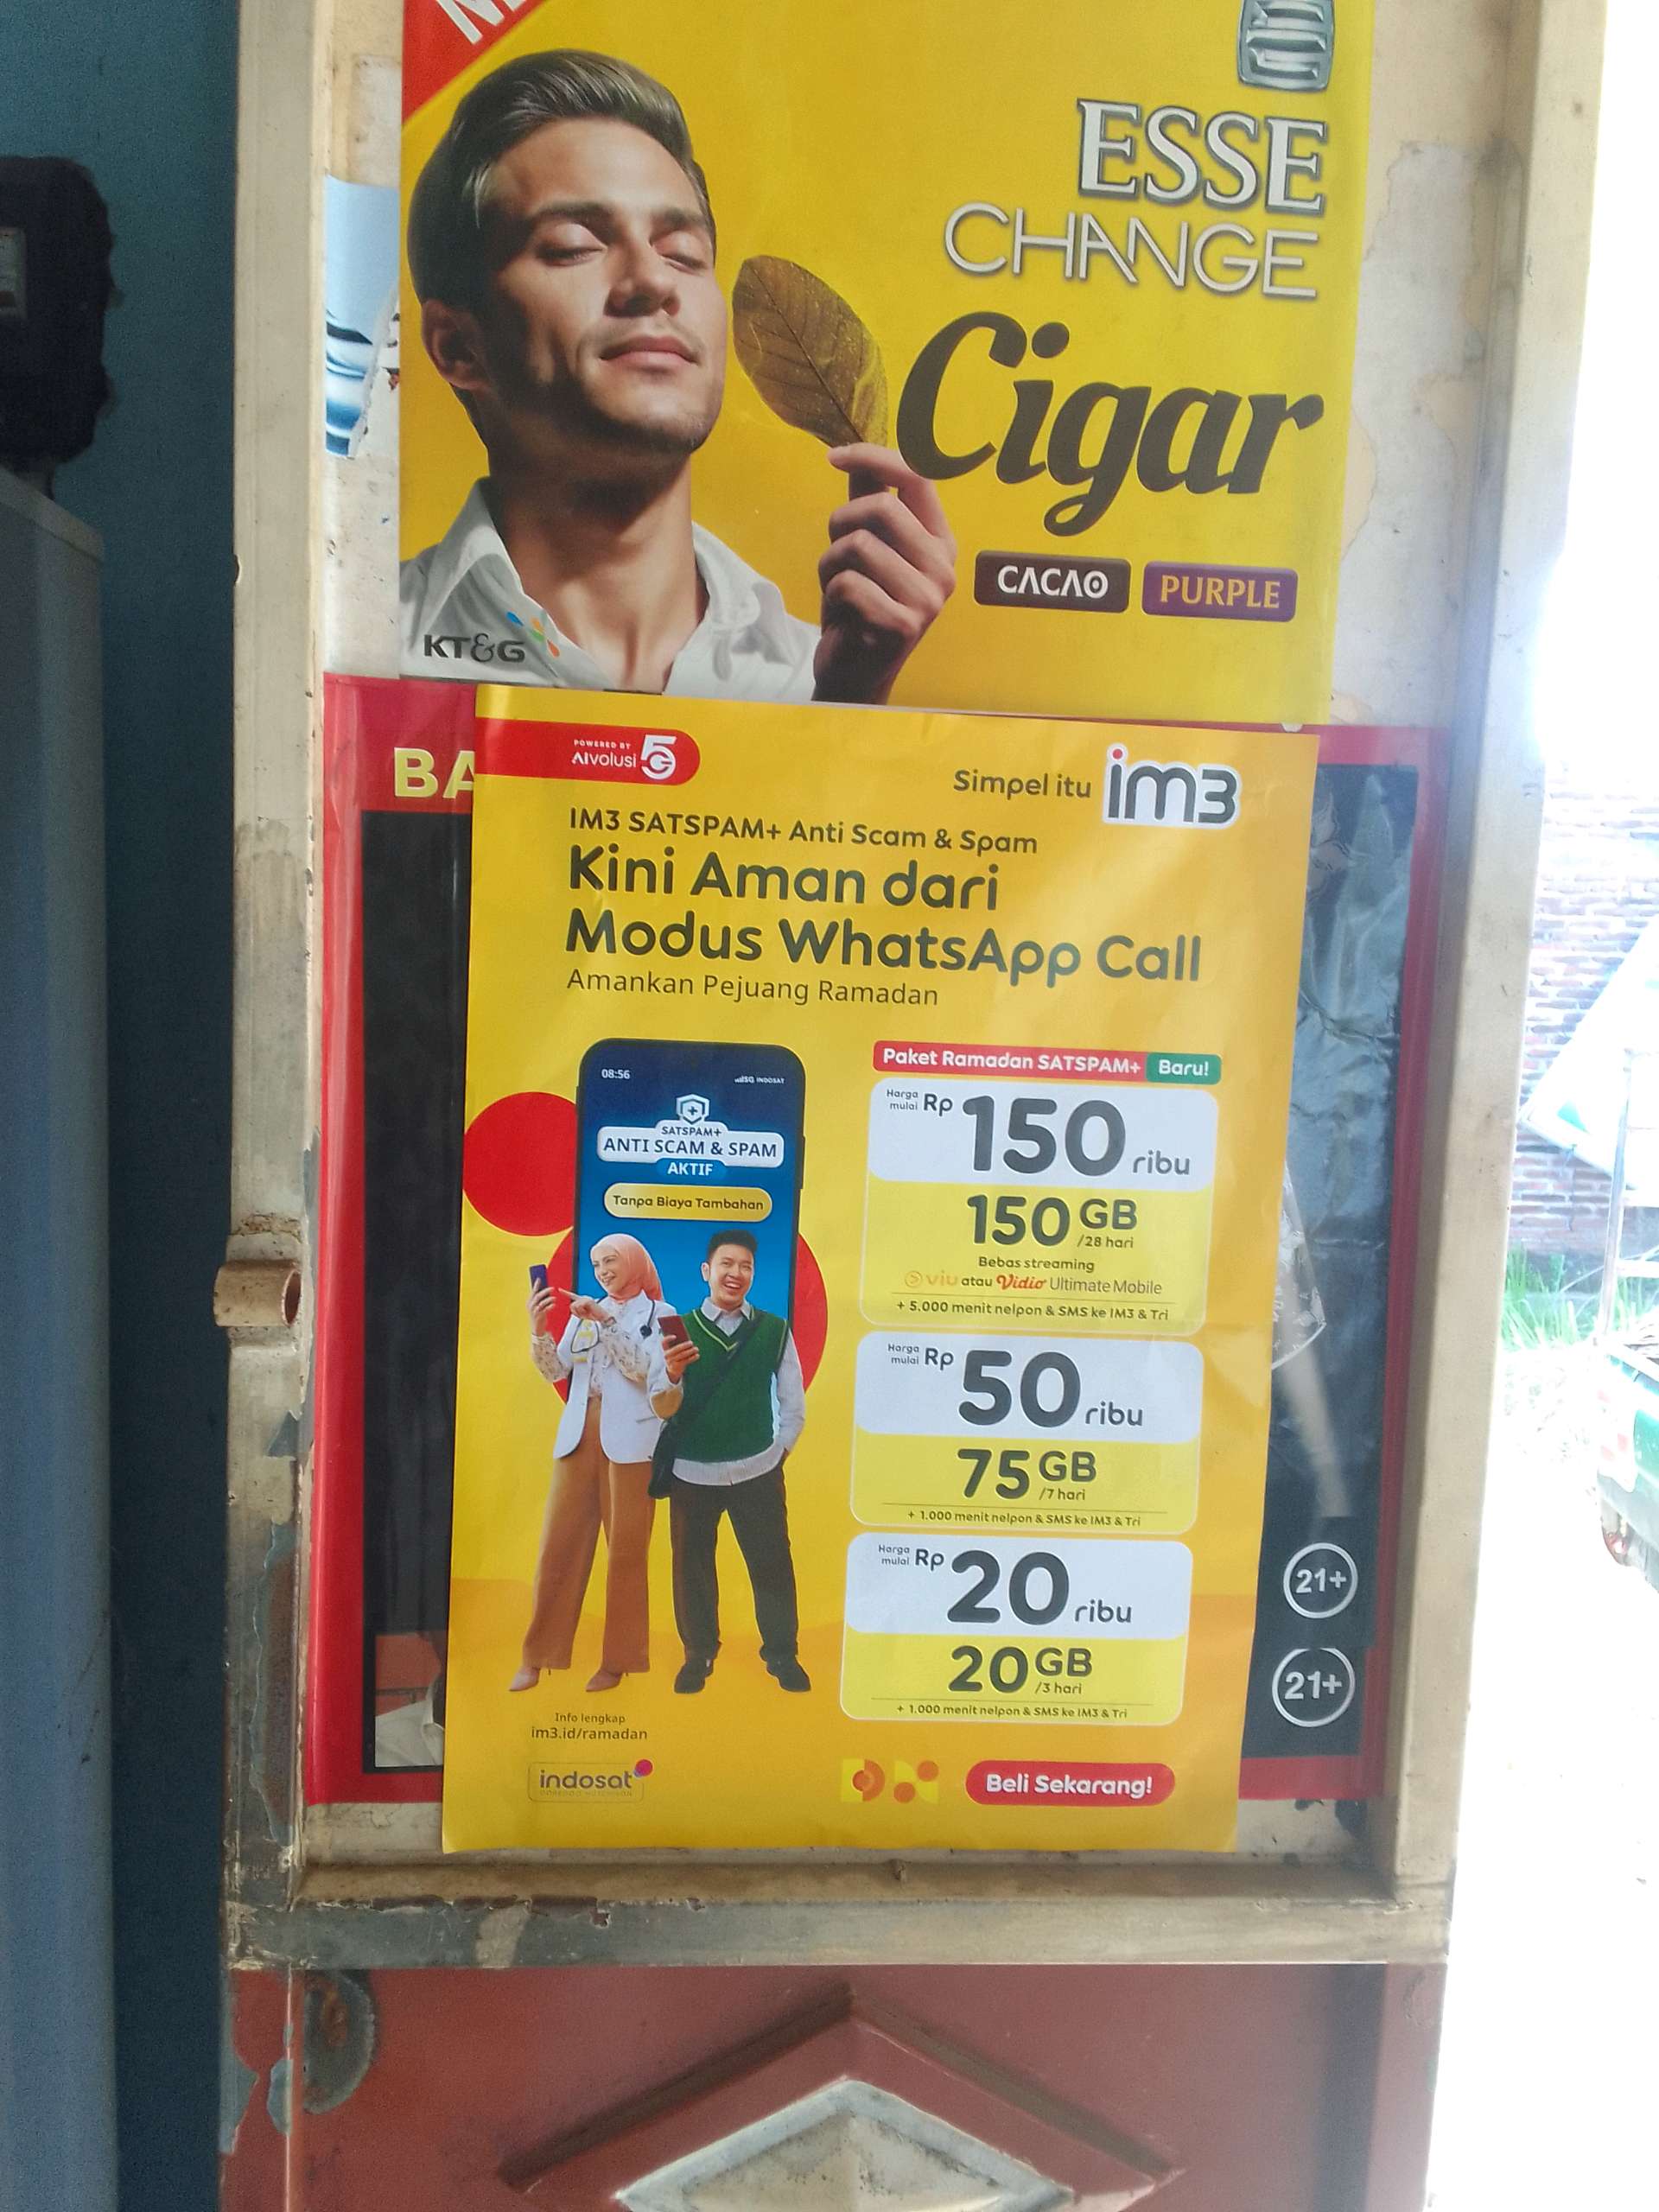 ESSE
CHANGE
Cigar
CACAO PURPLE
KT&G
BA
POWERED BY
AIvolusi 5G
Simpel itu im3
IM3 SATSPAM+ Anti Scam & Spam
Kini Aman dari
Modus WhatsApp Call
Amankan Pejuang Ramadan
08:56
5G INDOSAT
SATSPAM+
ANTI SCAM & SPAM
AKTIF
Tanpa Biaya Tambahan
Paket Ramadan SATSPAM+ Baru!
Harga mulai Rp 150 ribu
150 GB /28 hari
Bebas streaming
viu atau Vidio Ultimate Mobile
+ 5.000 menit nelpon & SMS ke IM3 & Tri
Harga mulai Rp 50 ribu
75 GB /7 hari
+ 1.000 menit nelpon & SMS ke IM3 & Tri
Harga mulai Rp 20 ribu
20 GB /3 hari
+ 1.000 menit nelpon & SMS ke IM3 & Tri
21+
21+
Info lengkap
im3.id/ramadan
indosat
OOREDOO HUTCHISON
Beli Sekarang!